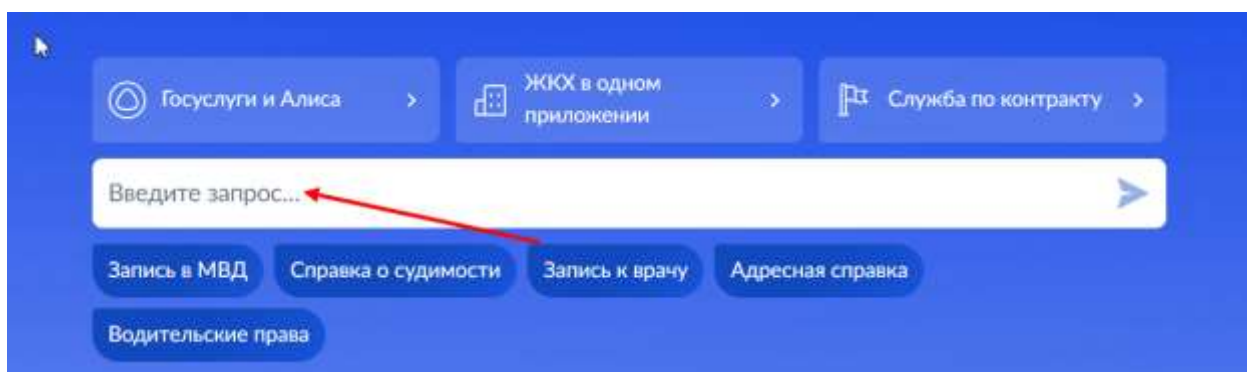 Госуслуги и Алиса
ЖКХ в одном
приложении
Служба по контракту
Введите запрос...
Запись в МВД
Справка о судимости
Запись к врачу
Адресная справка
Водительские права